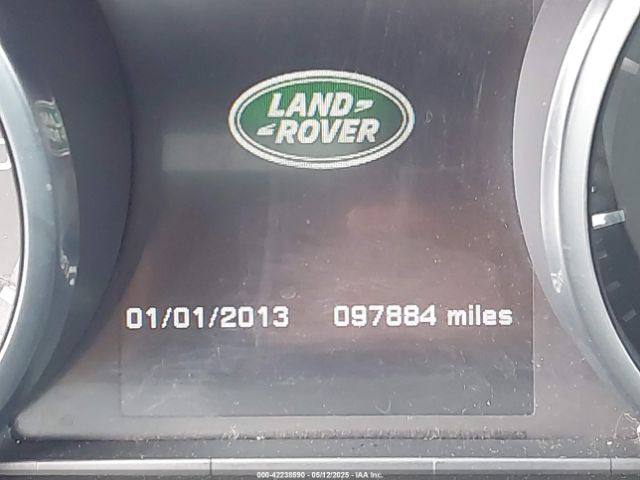 LAND
ROVER
01/01/2013 097884 miles
000-42238590 - 05/12/2025 - IAA Inc.